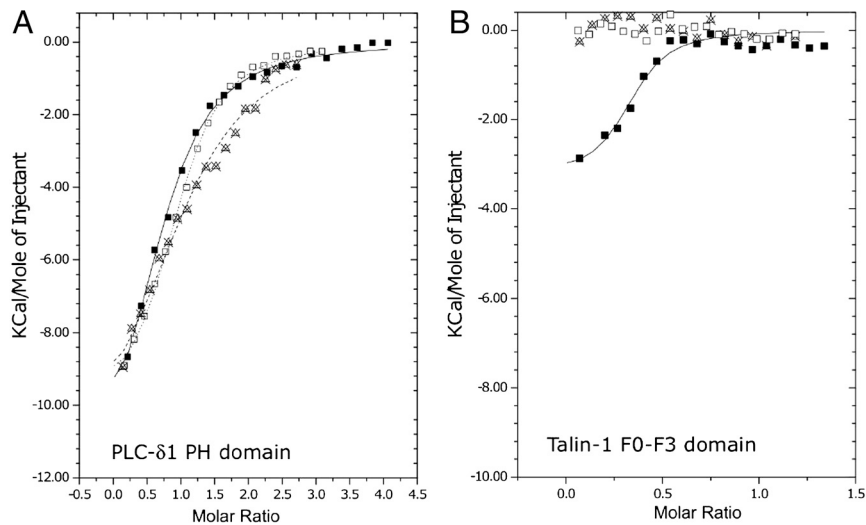 A
B
KCal/Mole of Injectant
0.00
-2.00
-4.00
-6.00
-8.00
-10.00
-12.00
-0.5 0.0 0.5 1.0 1.5 2.0 2.5 3.0 3.5 4.0 4.5
Molar Ratio
PLC-δ1 PH domain
KCal/Mole of Injectant
0.00
-2.00
-4.00
-6.00
-8.00
-10.00
0.0 0.5 1.0 1.5
Molar Ratio
Talin-1 F0-F3 domain